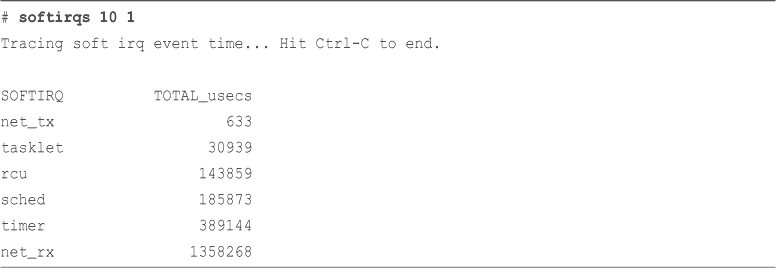 # softirqs 10 1
Tracing soft irq event time... Hit Ctrl-C to end.

SOFTIRQ          TOTAL_usecs
net_tx                   633
tasklet                30939
rcu                   143859
sched                 185873
timer                 389144
net_rx               1358268